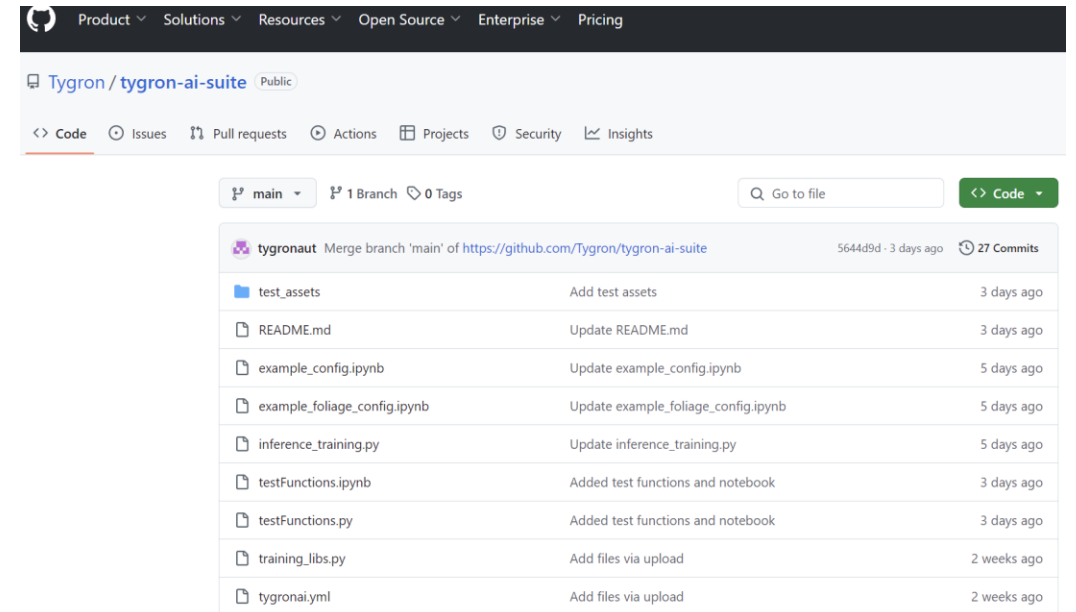 Product Solutions Resources Open Source Enterprise Pricing
Tygron / tygron-ai-suite Public
Code Issues Pull requests Actions Projects Security Insights
main 1 Branch 0 Tags Go to file Code
tygronaut Merge branch 'main' of https://github.com/Tygron/tygron-ai-suite 5644d9d · 3 days ago 27 Commits
test_assets Add test assets 3 days ago
README.md Update README.md 3 days ago
example_config.ipynb Update example_config.ipynb 5 days ago
example_foliage_config.ipynb Update example_foliage_config.ipynb 5 days ago
inference_training.py Update inference_training.py 5 days ago
testFunctions.ipynb Added test functions and notebook 3 days ago
testFunctions.py Added test functions and notebook 3 days ago
training_libs.py Add files via upload 2 weeks ago
tygronai.yml Add files via upload 2 weeks ago